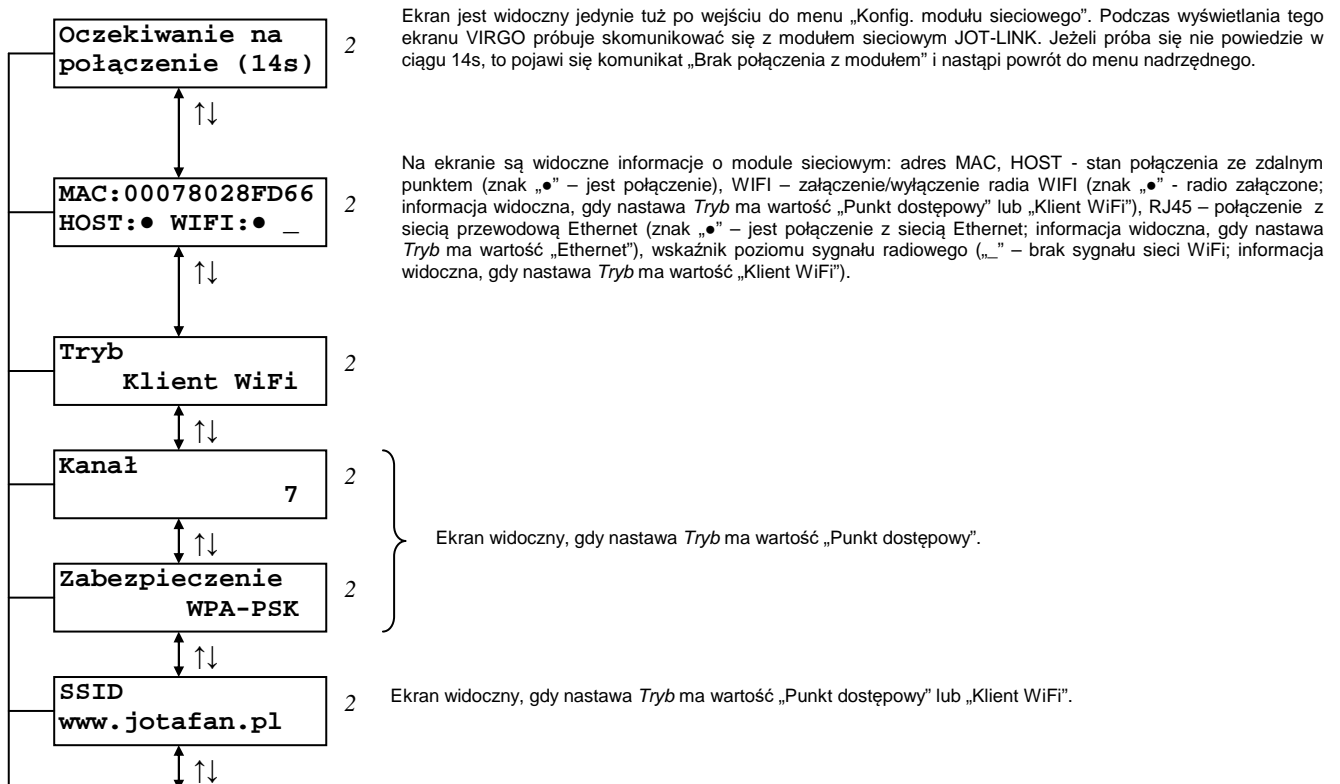 Oczekiwanie na
połączenie (14s)
2
Ekran jest widoczny jedynie tuż po wejściu do menu „Konfig. modułu sieciowego”. Podczas wyświetlania tego
ekranu VIRGO próbuje skomunikować się z modułem sieciowym JOT-LINK. Jeżeli próba się nie powiedzie w
ciągu 14s, to pojawi się komunikat „Brak połączenia z modułem” i nastąpi powrót do menu nadrzędnego.
↑↓
MAC:00078028FD66
HOST:● WIFI:● _
2
Na ekranie są widoczne informacje o module sieciowym: adres MAC, HOST - stan połączenia ze zdalnym
punktem (znak „●” – jest połączenie), WIFI – załączenie/wyłączenie radia WIFI (znak „●” - radio załączone;
informacja widoczna, gdy nastawa Tryb ma wartość „Punkt dostępowy” lub „Klient WiFi”), RJ45 – połączenie z
siecią przewodową Ethernet (znak „●” – jest połączenie z siecią Ethernet; informacja widoczna, gdy nastawa
Tryb ma wartość „Ethernet”), wskaźnik poziomu sygnału radiowego („_” – brak sygnału sieci WiFi; informacja
widoczna, gdy nastawa Tryb ma wartość „Klient WiFi”).
↑↓
Tryb
Klient WiFi
2
↑↓
Kanał
7
2
↑↓
Ekran widoczny, gdy nastawa Tryb ma wartość „Punkt dostępowy”.
Zabezpieczenie
WPA-PSK
2
↑↓
SSID
www.jotafan.pl
2
Ekran widoczny, gdy nastawa Tryb ma wartość „Punkt dostępowy” lub „Klient WiFi”.
↑↓